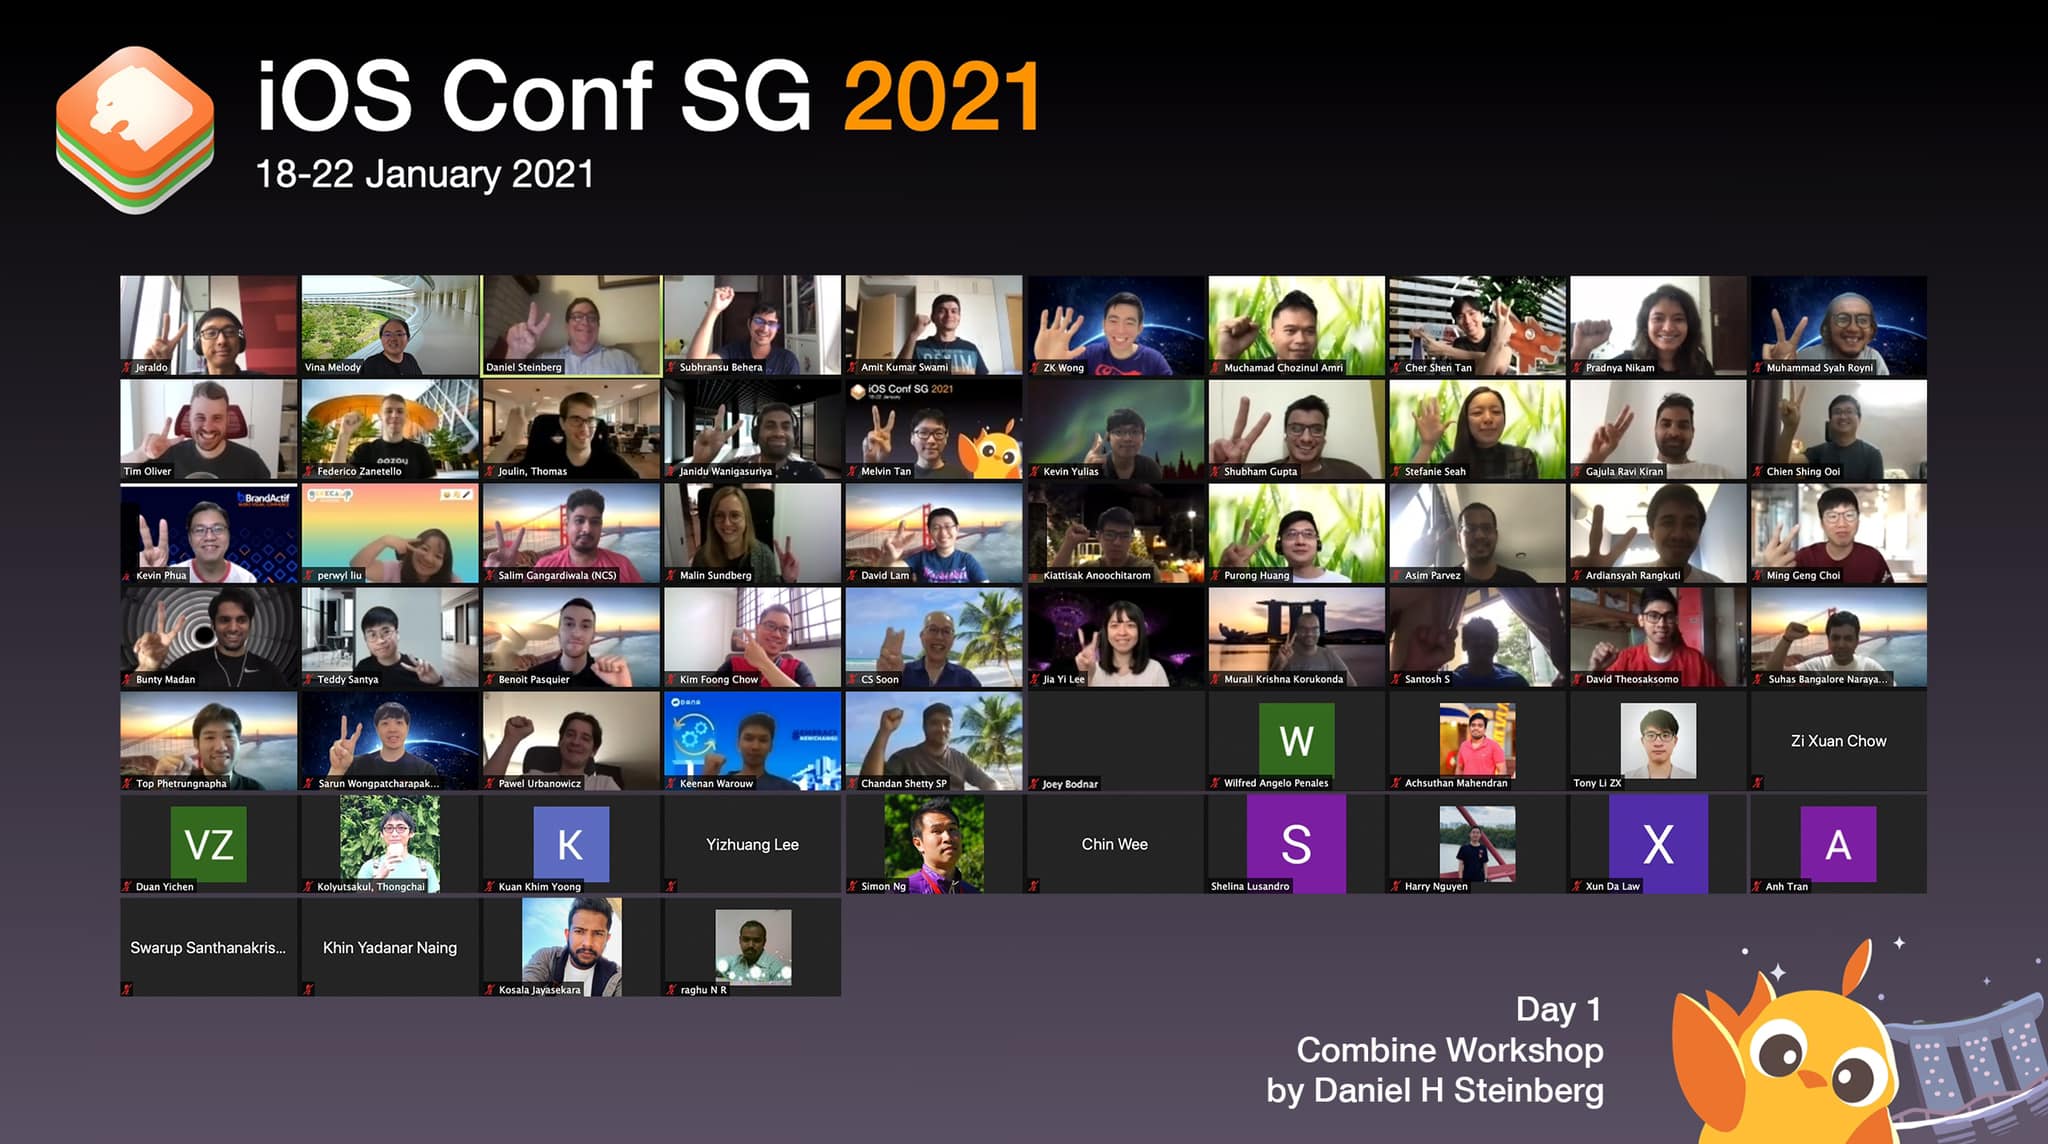 iOS Conf SG 2021
18-22 January 2021
Jeraldo
Vina Melody
Daniel Steinberg
Subhransu Behera
Amit Kumar Swami
ZK Wong
Muchamad Chozinul Amri
Cher Shen Tan
Pradnya Nikam
Muhammad Syah Royni
Tim Oliver
Federico Zanetello
Joulin, Thomas
Janidu Wanigasuriya
iOS Conf SG 2021
18-22 January
Melvin Tan
Kevin Yulias
Shubham Gupta
Stefanie Seah
Gajula Ravi Kiran
Chien Shing Ooi
BrandActif
Kevin Phua
perwyl liu
Salim Gangardiwala (NCS)
Malin Sundberg
David Lam
Kiattisak Anoochitarom
Purong Huang
Asim Parvez
Ardiansyah Rangkuti
Ming Geng Choi
Bunty Madan
Teddy Santya
Benoit Pasquier
Kim Foong Chow
CS Soon
Jia Yi Lee
Murali Krishna Korukonda
Santosh S
David Theosaksomo
Suhas Bangalore Naraya...
Top Phetrungnapha
Sarun Wongpatcharapak...
Pawel Urbanowicz
DANA
Keenan Warouw
Chandan Shetty SP
Joey Bodnar
W
Wilfred Angelo Penales
Achsuthan Mahendran
Tony Li ZX
Zi Xuan Chow
VZ
Duan Yichen
Kolyutsakul, Thongchai
K
Kuan Khim Yoong
Yizhuang Lee
Simon Ng
Chin Wee
S
Shelina Lusandro
Harry Nguyen
X
Xun Da Law
A
Anh Tran
Swarup Santhanakris...
Khin Yadanar Naing
Kosala Jayasekara
raghu N R
Day 1
Combine Workshop
by Daniel H Steinberg